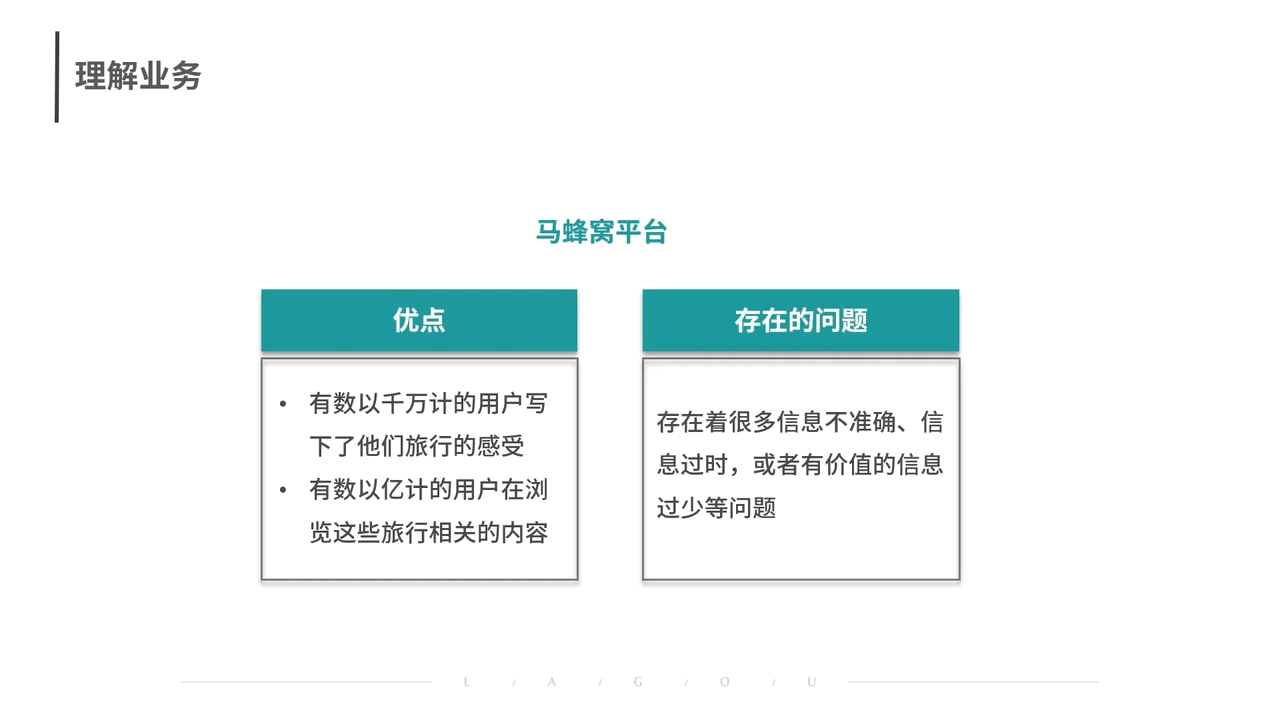 理解业务
马蜂窝平台
优点
• 有数以千万计的用户写
下了他们旅行的感受
• 有数以亿计的用户在浏
览这些旅行相关的内容
存在的问题
存在着很多信息不准确、信
息过时，或者有价值的信息
过少等问题
L / A / G / O / U